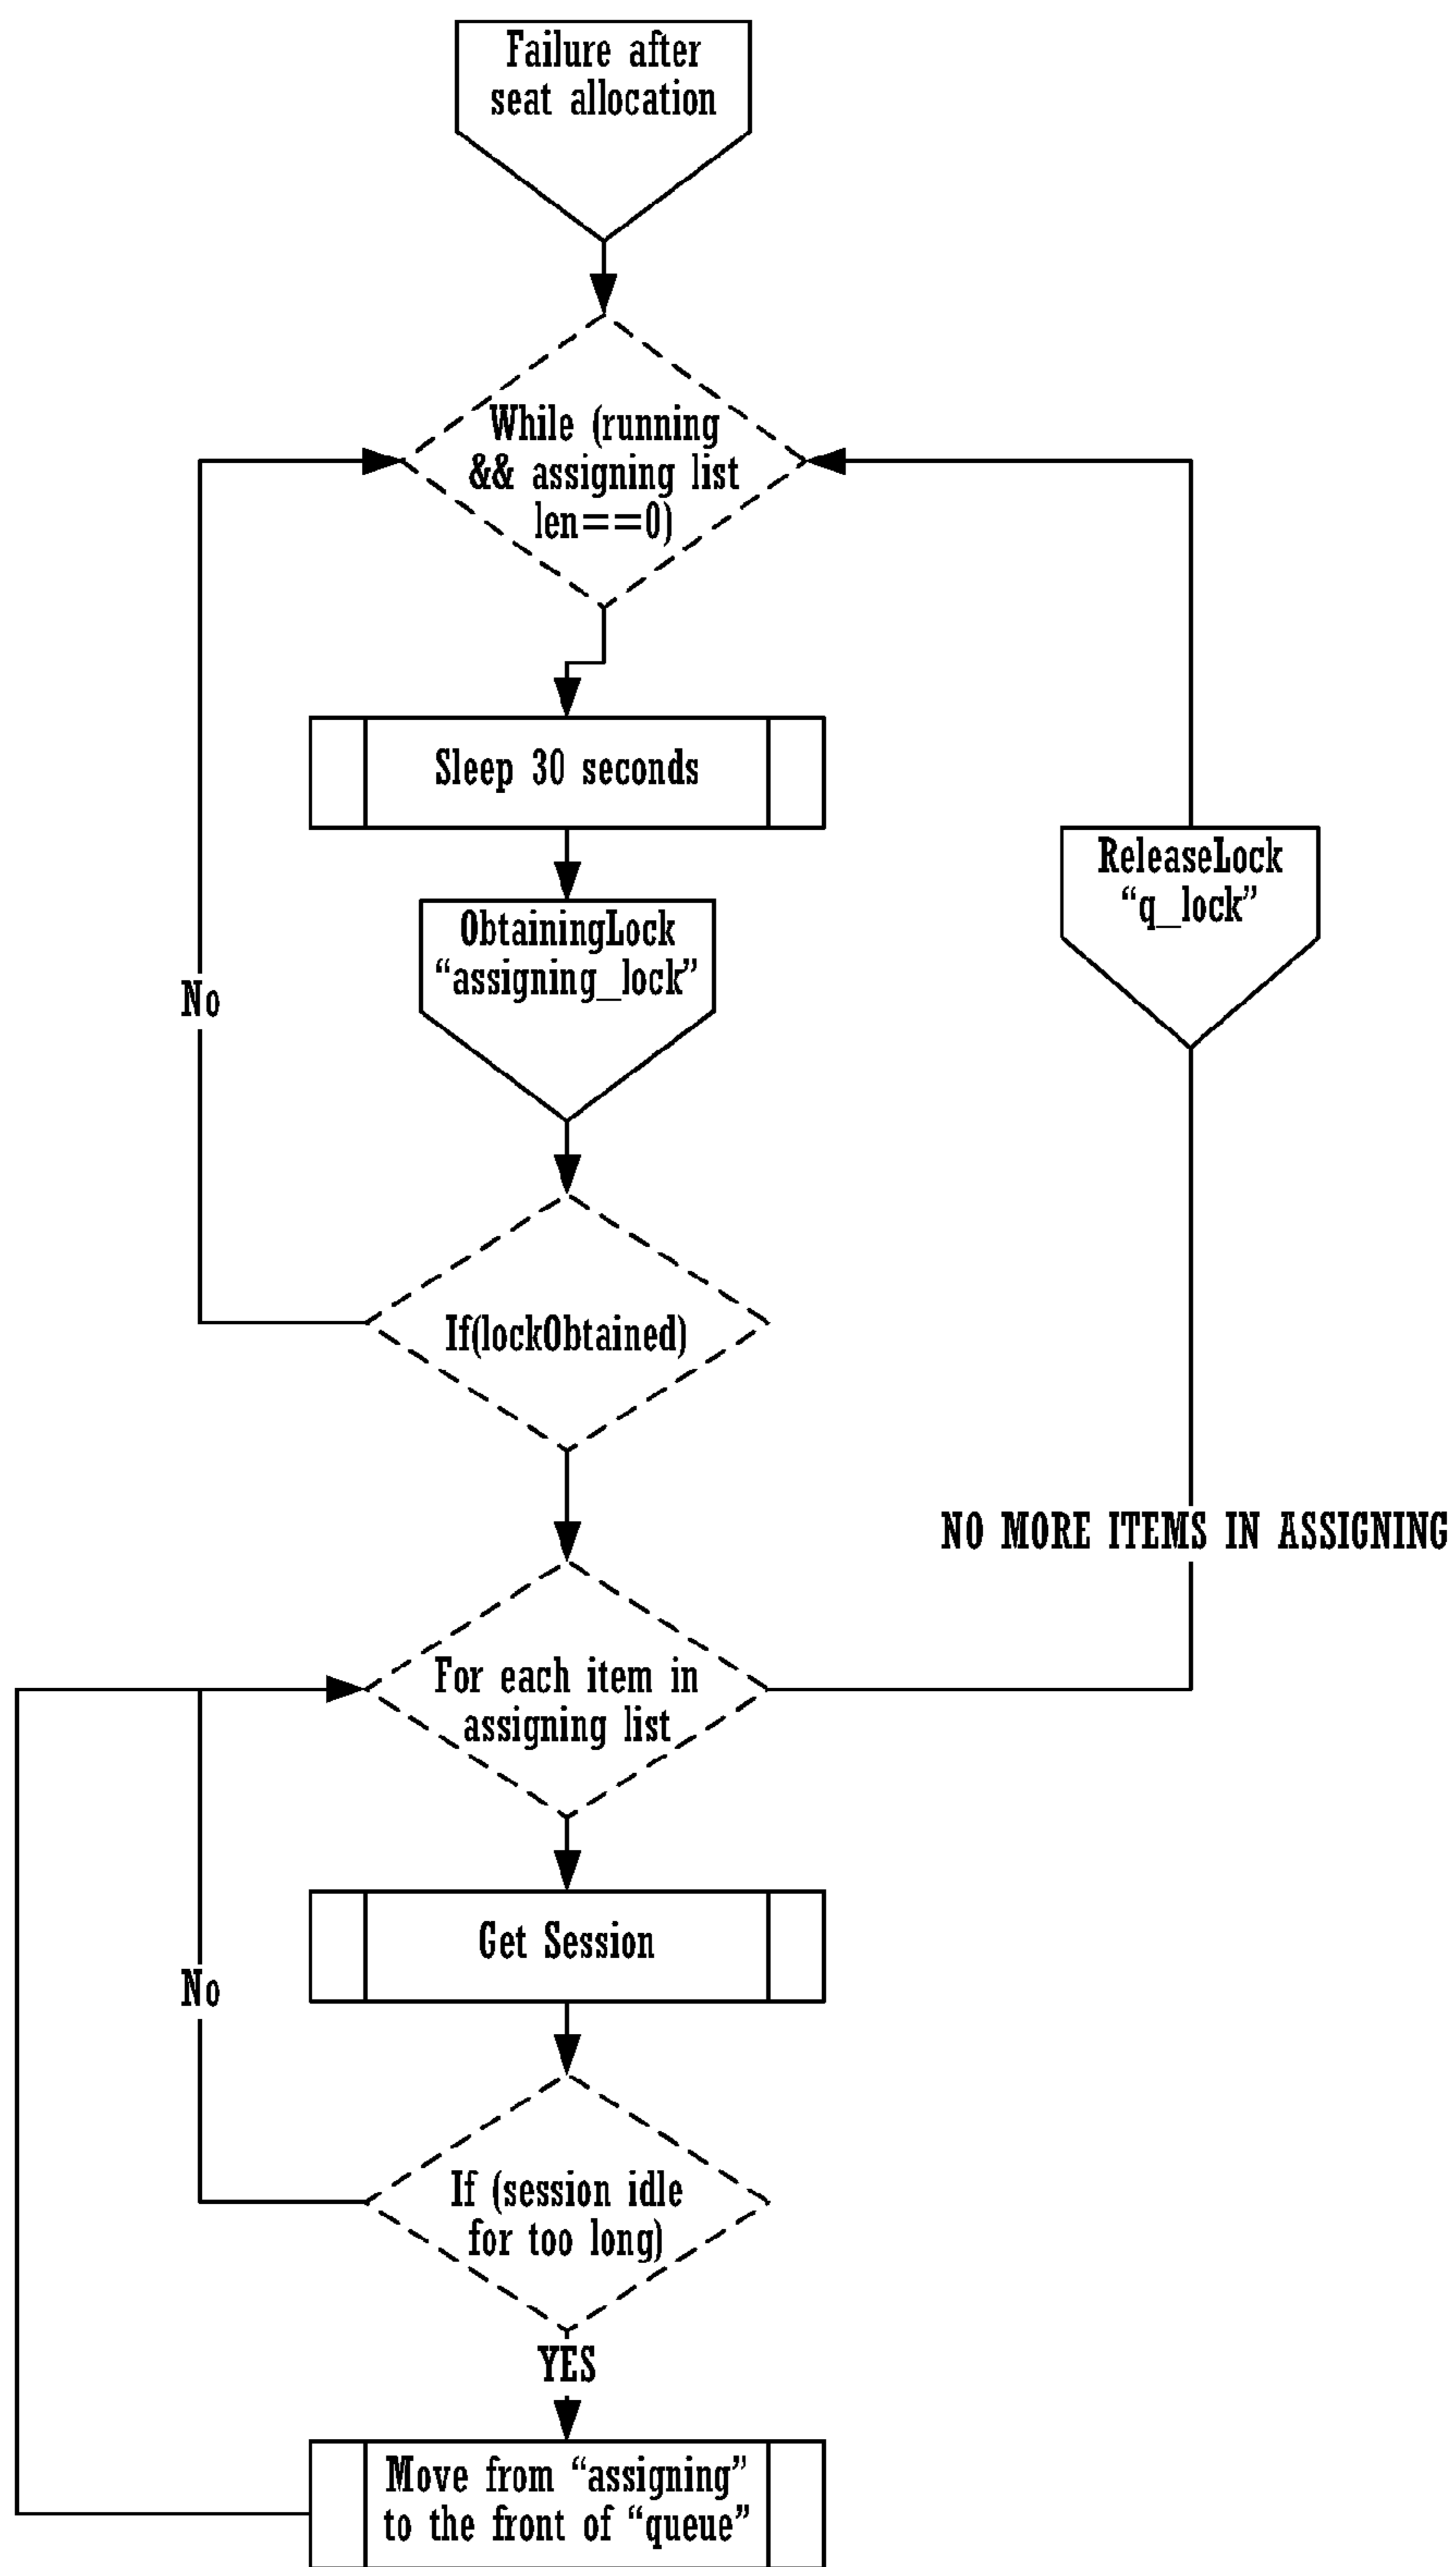 Failure after
seat allocation
While (running
&& assigning list
len==0)
Sleep 30 seconds
ReleaseLock
“q_lock”
ObtainingLock
“assigning_lock”
No
If(lockObtained)
NO MORE ITEMS IN ASSIGNING
For each item in
assigning list
Get Session
No
If (session idle
for too long)
YES
Move from “assigning”
to the front of “queue”